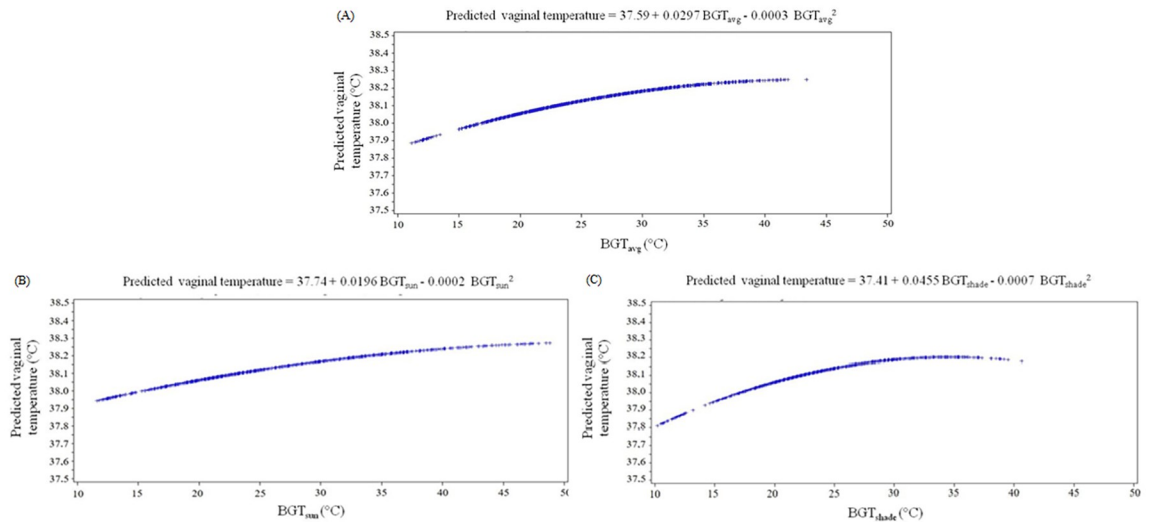 (A)
Predicted vaginal temperature = 37.59 + 0.0297 BGTavg - 0.0003 BGTavg²
38.5
38.4
38.3
38.2
38.1
38.0
37.9
37.8
37.7
37.6
37.5
Predicted vaginal
temperature (°C)
10 15 20 25 30 35 40 45 50
BGTavg (°C)
(B)
Predicted vaginal temperature = 37.74 + 0.0196 BGTsun - 0.0002 BGTsun²
38.5
38.4
38.3
38.2
38.1
38.0
37.9
37.8
37.7
37.6
37.5
Predicted vaginal
temperature (°C)
10 15 20 25 30 35 40 45 50
BGTsun (°C)
(C)
Predicted vaginal temperature = 37.41 + 0.0455 BGTshade - 0.0007 BGTshade²
38.5
38.4
38.3
38.2
38.1
38.0
37.9
37.8
37.7
37.6
37.5
Predicted vaginal
temperature (°C)
10 15 20 25 30 35 40 45 50
BGTshade (°C)